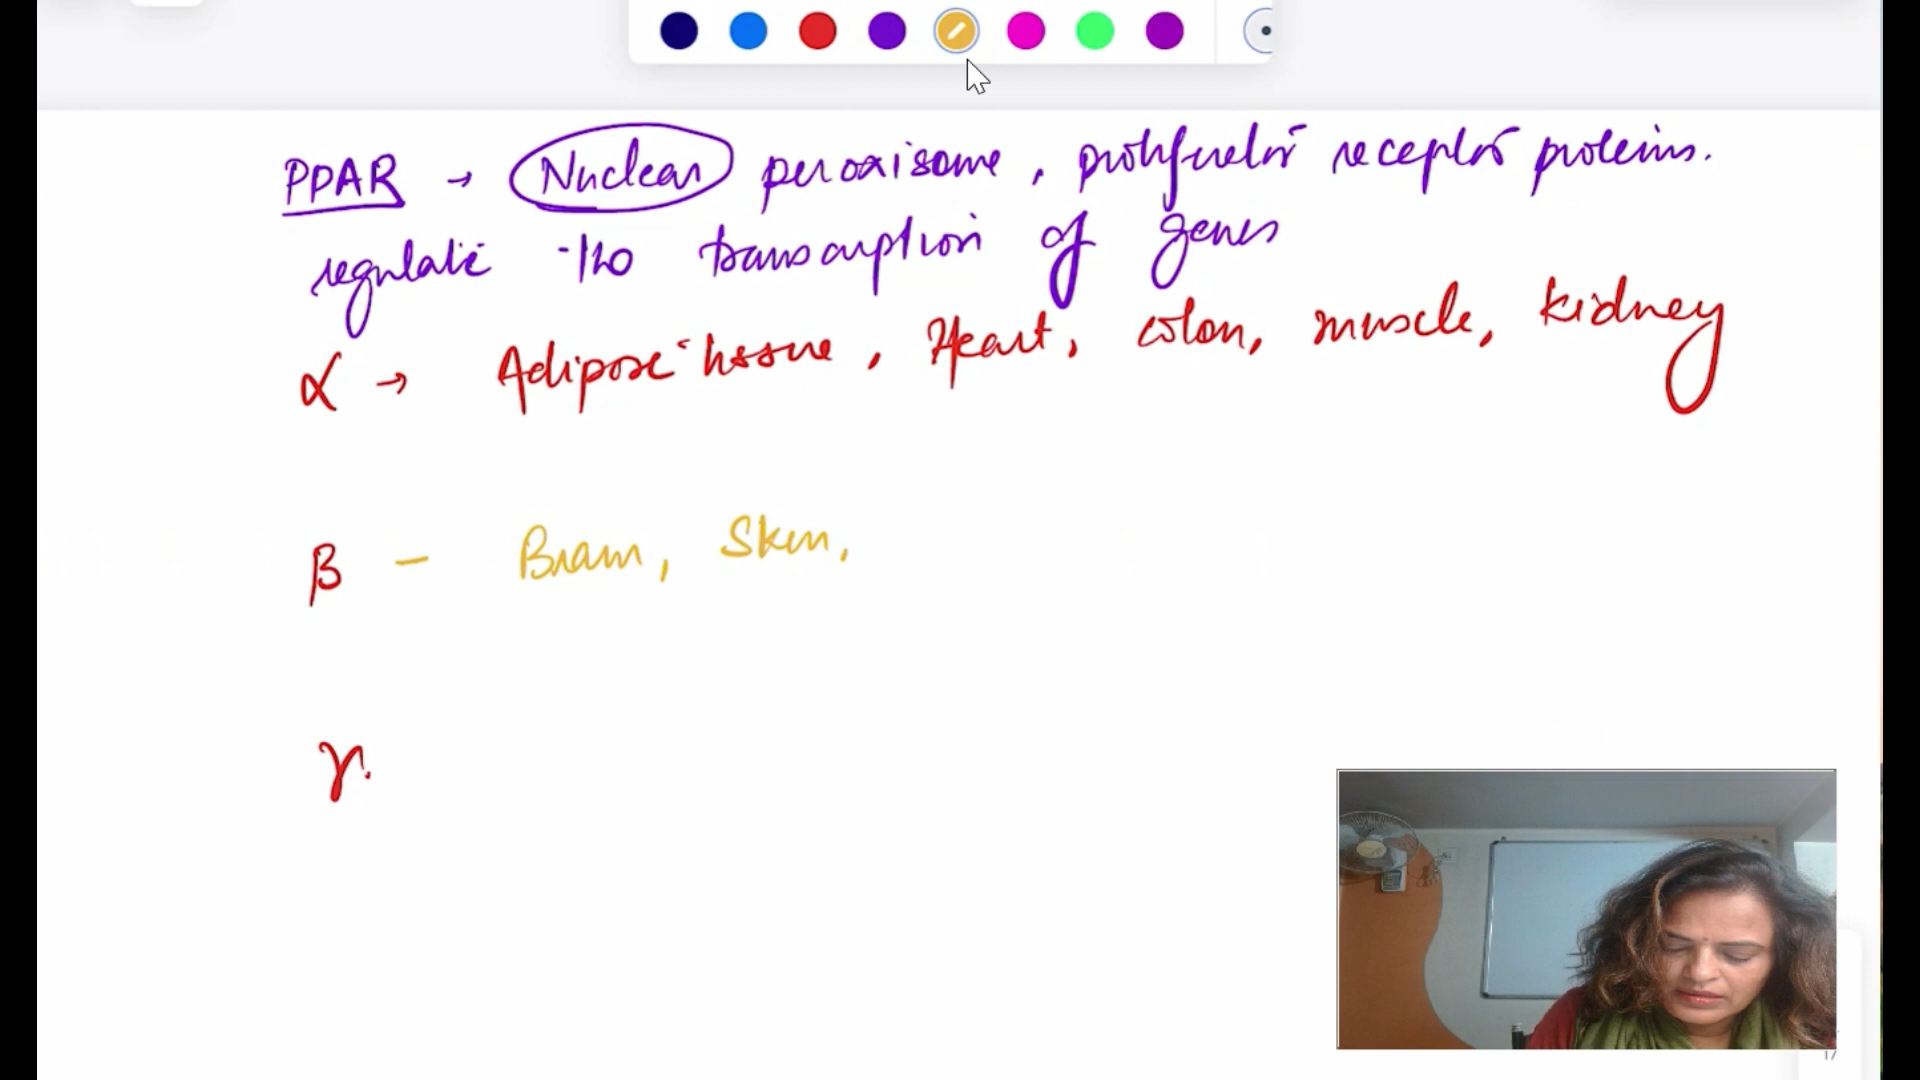 PPAR → Nuclear peroxisome, proliferator receptor proteins.
regulate the transcription of genes
α → Adipose tissue, Heart, colon, muscle, kidney
β - Brain, Skin,
γ.
17